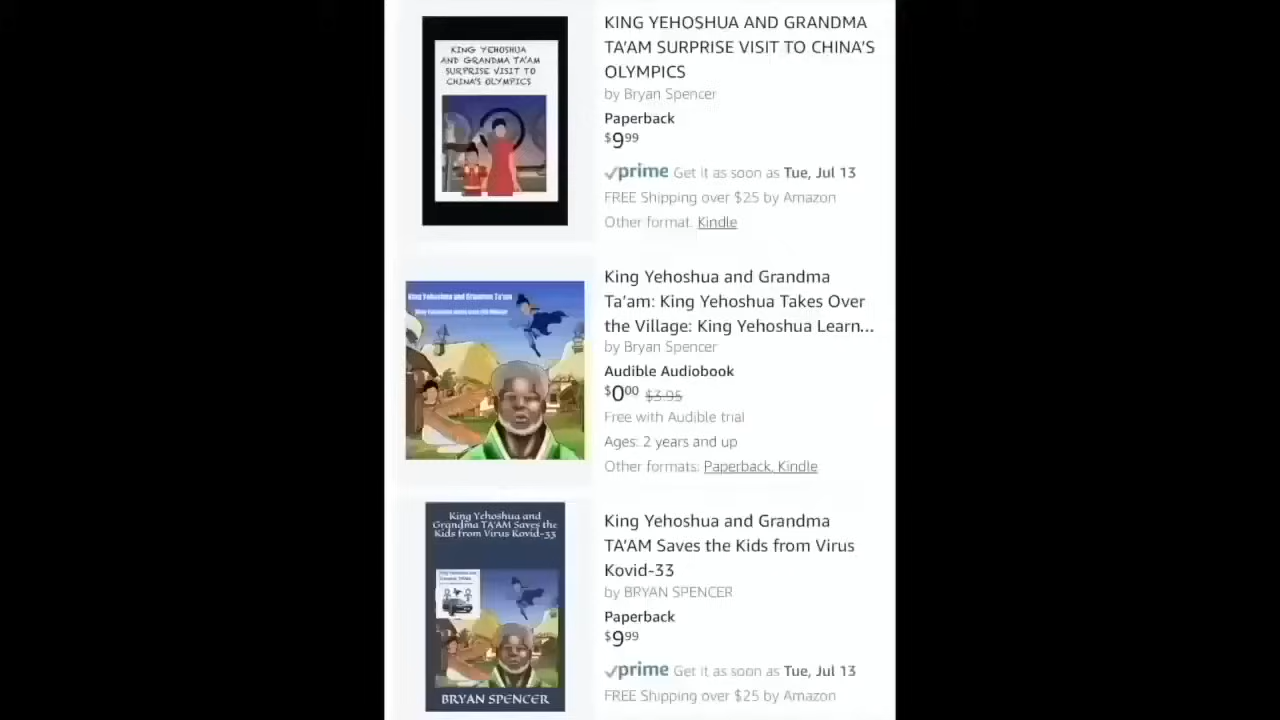 KING YEHOSHUA
AND GRANDMA TA'AM
SURPRISE VISIT TO
CHINA'S OLYMPICS
KING YEHOSHUA AND GRANDMA
TA'AM SURPRISE VISIT TO CHINA'S
OLYMPICS
by Bryan Spencer
Paperback
$9.99
prime Get it as soon as Tue, Jul 13
FREE Shipping over $25 by Amazon
Other format: Kindle
King Yehoshua and Grandma Ta'am
King Yehoshua and Grandma
Ta'am: King Yehoshua Takes Over
the Village: King Yehoshua Learn...
by Bryan Spencer
Audible Audiobook
$0.00 $3.95
Free with Audible trial
Ages: 2 years and up
Other formats: Paperback, Kindle
King Yehoshua and
Grandma TA'AM Saves the
Kids from Virus Kovid-33
BRYAN SPENCER
King Yehoshua and Grandma
TA'AM Saves the Kids from Virus
Kovid-33
by BRYAN SPENCER
Paperback
$9.99
prime Get it as soon as Tue, Jul 13
FREE Shipping over $25 by Amazon